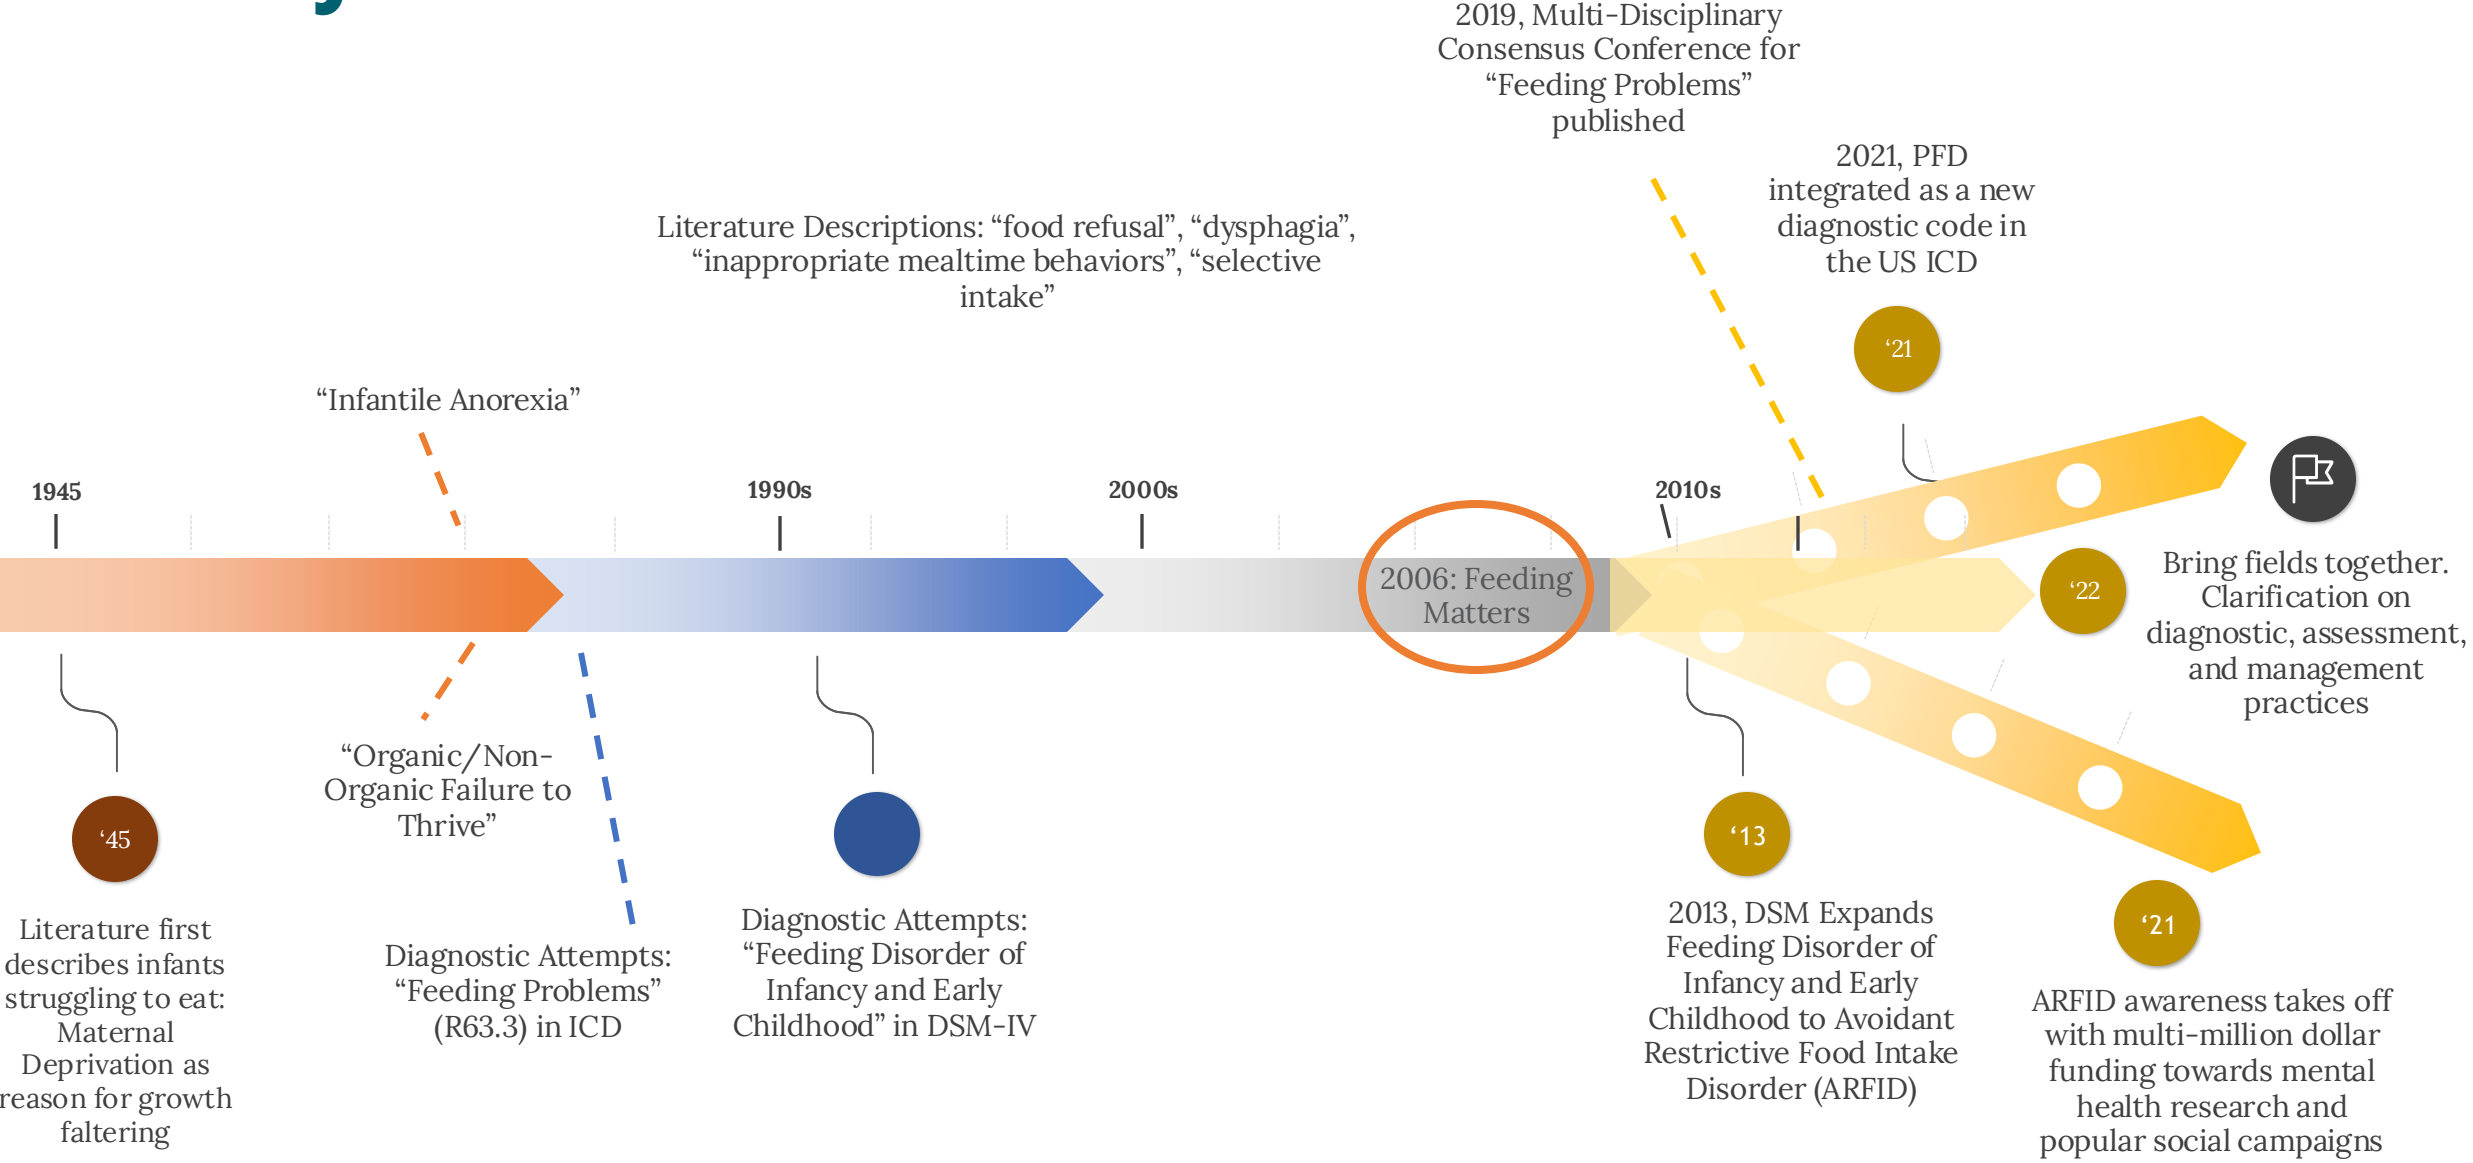 2019, Multi-Disciplinary
Consensus Conference for
“Feeding Problems”
published
2021, PFD
integrated as a new
diagnostic code in
the US ICD
Literature Descriptions: “food refusal”, “dysphagia”,
“inappropriate mealtime behaviors”, “selective
intake”
‘21
“Infantile Anorexia”
1945
1990s
2000s
2010s
2006: Feeding
Matters
‘22
Bring fields together.
Clarification on
diagnostic, assessment,
and management
practices
“Organic/Non-
Organic Failure to
Thrive”
‘45
‘13
‘21
Literature first
describes infants
struggling to eat:
Maternal
Deprivation as
reason for growth
faltering
Diagnostic Attempts:
“Feeding Problems”
(R63.3) in ICD
Diagnostic Attempts:
“Feeding Disorder of
Infancy and Early
Childhood” in DSM-IV
2013, DSM Expands
Feeding Disorder of
Infancy and Early
Childhood to Avoidant
Restrictive Food Intake
Disorder (ARFID)
ARFID awareness takes off
with multi-million dollar
funding towards mental
health research and
popular social campaigns